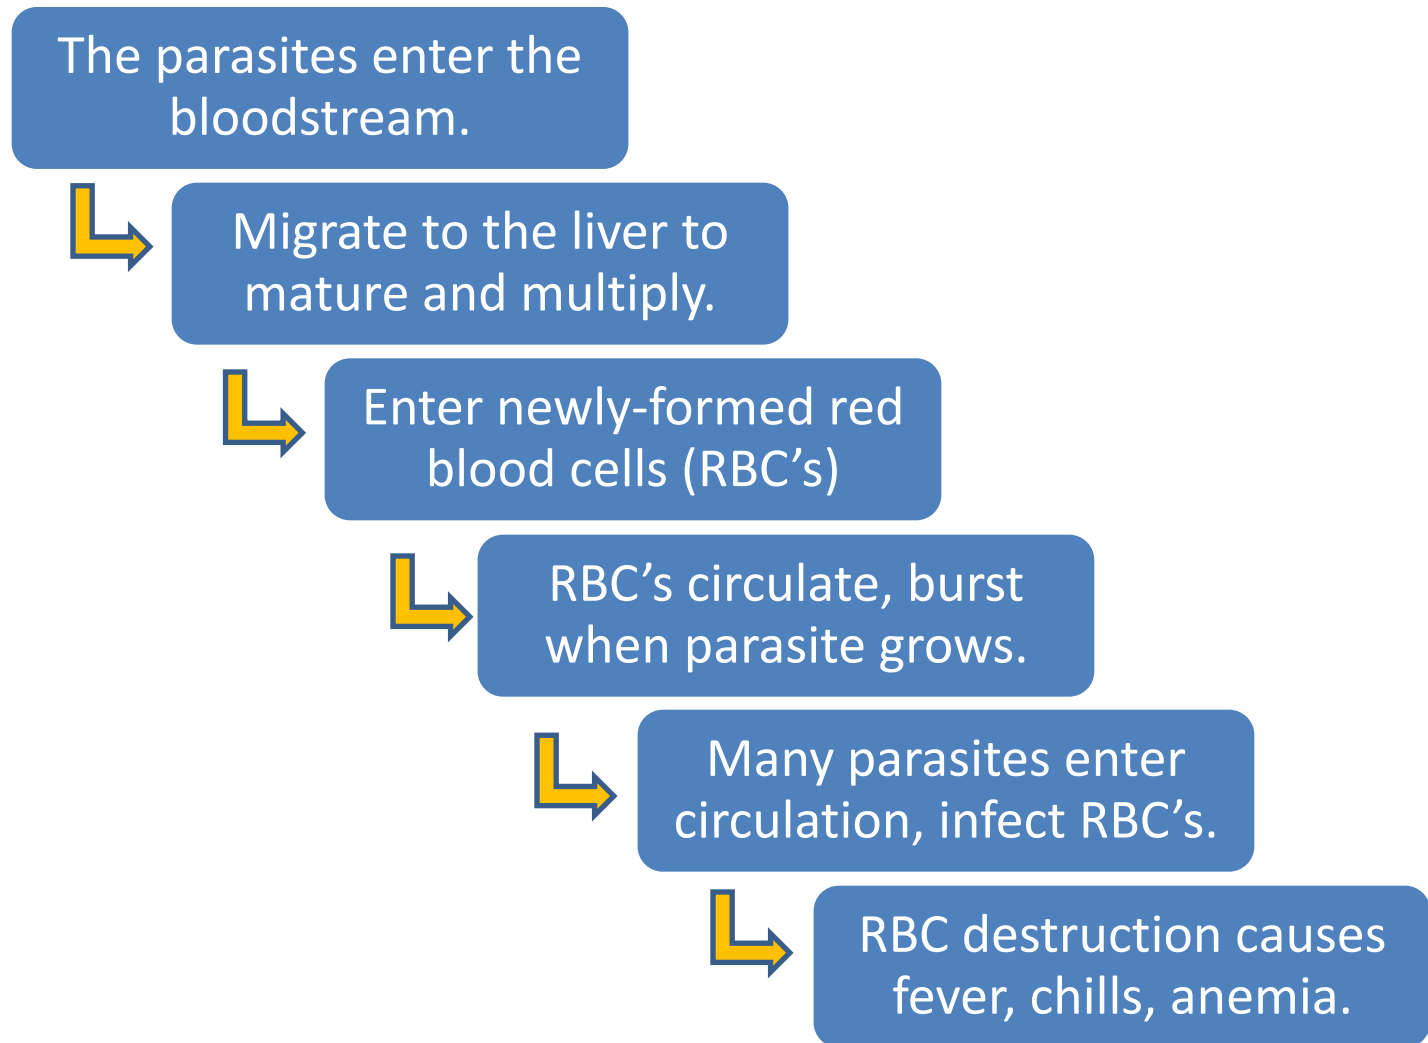 The parasites enter the
bloodstream.
Migrate to the liver to
mature and multiply.
Enter newly-formed red
blood cells (RBC’s)
RBC’s circulate, burst
when parasite grows.
Many parasites enter
circulation, infect RBC’s.
RBC destruction causes
fever, chills, anemia.